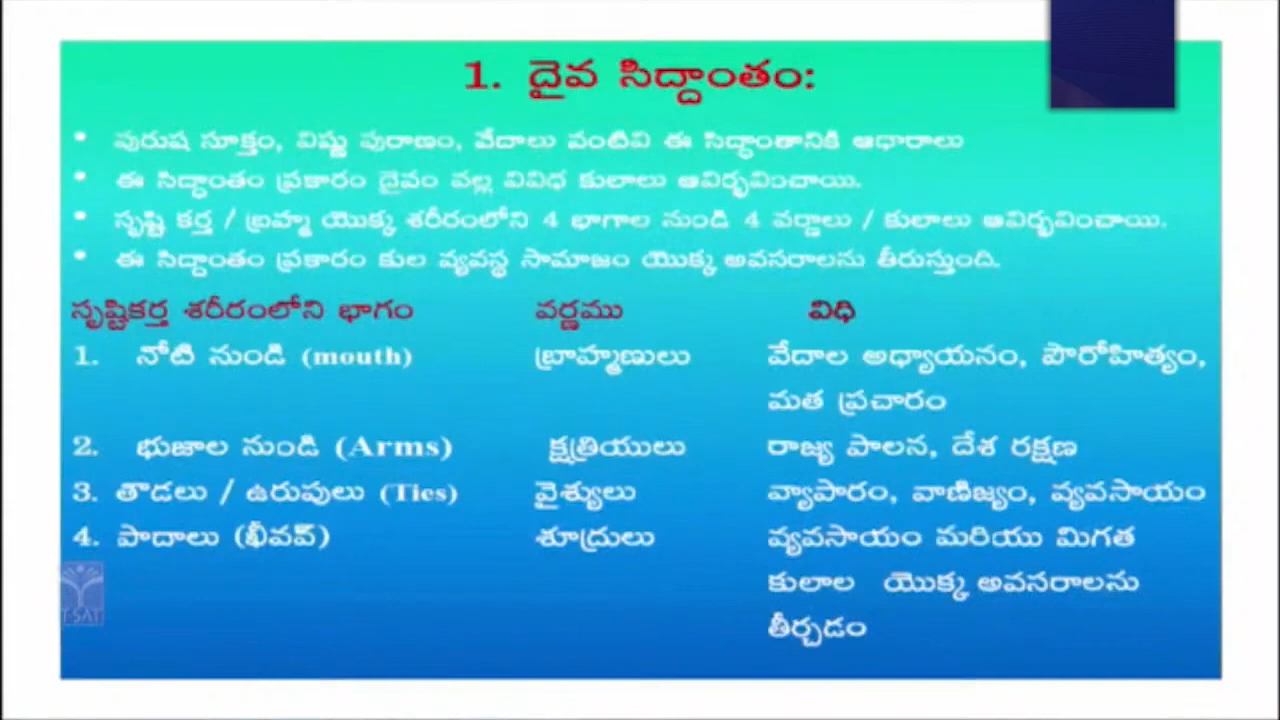 1. దైవ సిద్దాంతం:
• పురుష సూక్తం, విష్ణు పురాణం, వేదాలు వంటివి ఈ సిద్ధాంతానికి ఆధారాలు
• ఈ సిద్ధాంతం ప్రకారం దైవం వల్ల వివిధ కులాలు ఆవిర్భవించాయి.
• సృష్టి కర్త / బ్రహ్మ యొక్క శరీరంలోని 4 భాగాల నుండి 4 వర్ణాలు / కులాలు ఆవిర్భవించాయి.
• ఈ సిద్దాంతం ప్రకారం కుల వ్యవస్థ సామాజం యొక్క అవసరాలను తీరుస్తుంది.
సృష్టికర్త శరీరంలోని భాగం వర్ణము విధి
1. నోటి నుండి (mouth) బ్రాహ్మణులు వేదాల అధ్యాయనం, పౌరోహిత్యం,
మత ప్రచారం
2. భుజాల నుండి (Arms) క్షత్రియులు రాజ్య పాలన, దేశ రక్షణ
3. తొడలు / ఉరుపులు (Ties) వైశ్యులు వ్యాపారం, వాణిజ్యం, వ్యవసాయం
4. పాదాలు (ఖీవవ్) శూద్రులు వ్యవసాయం మరియు మిగత
కులాల యొక్క అవసరాలను
తీర్చడం
T-SAT